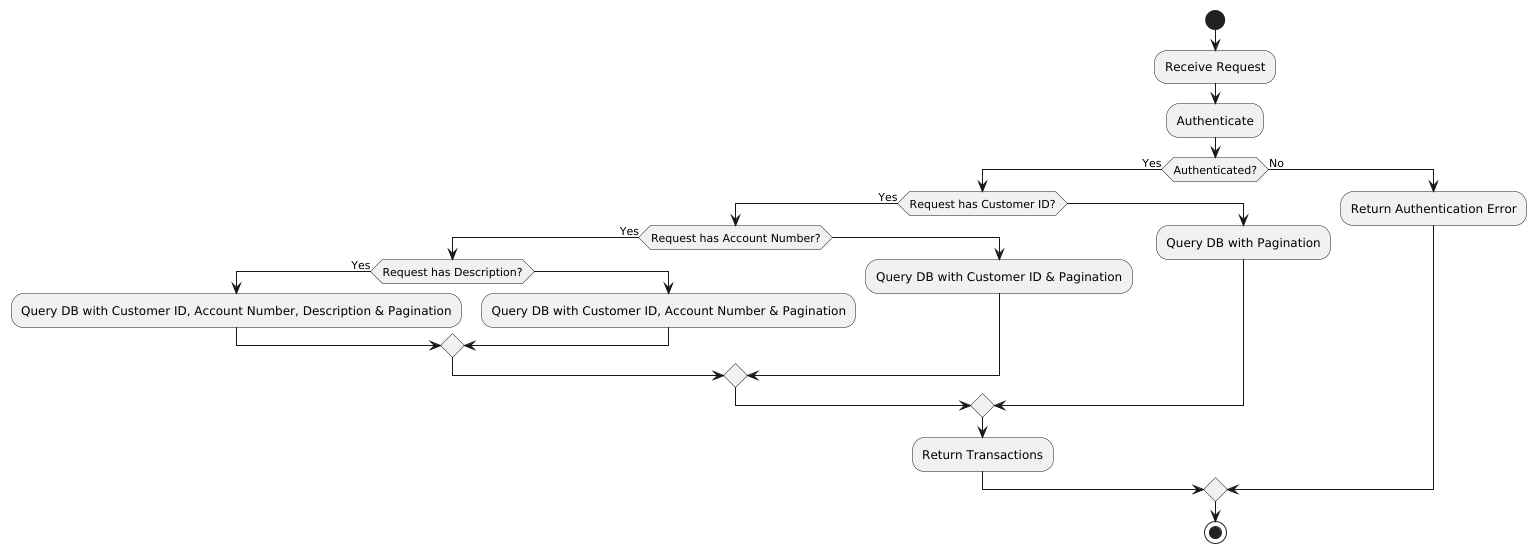 Receive Request
Authenticate
Yes
Authenticated?
No
Yes
Request has Customer ID?
Return Authentication Error
Yes
Request has Account Number?
Query DB with Pagination
Yes
Request has Description?
Query DB with Customer ID & Pagination
Query DB with Customer ID, Account Number, Description & Pagination
Query DB with Customer ID, Account Number & Pagination
Return Transactions